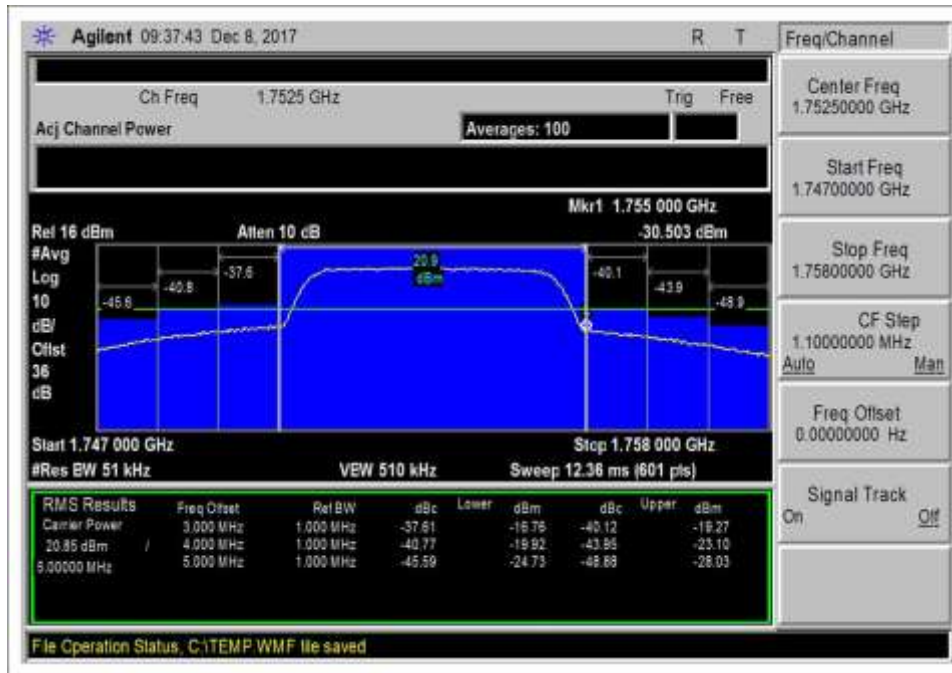 Agilent 09:37:43 Dec 8, 2017 R T
Freq/Channel
Ch Freq 1.7525 GHz Trig Free
Acj Channel Power Averages: 100
Center Freq
1.75250000 GHz
Start Freq
1.74700000 GHz
Stop Freq
1.75800000 GHz
CF Step
1.10000000 MHz
Auto Man
Freq Offset
0.00000000 Hz
Signal Track
On Off
Mkr1 1.755 000 GHz
Ref 16 dBm Atten 10 dB -30.503 dBm
#Avg
Log
10
dB/
Offst
36
dB
-45.6
-40.8
-37.6
20.9
dBm
-40.1
-43.9
-48.9
Start 1.747 000 GHz Stop 1.758 000 GHz
#Res BW 51 kHz VBW 510 kHz Sweep 12.36 ms (601 pts)
RMS Results Freq Offset Ref BW dBc Lower dBm dBc Upper dBm
Carrier Power 3.000 MHz 1.000 MHz -37.61 -16.76 -40.12 -19.27
20.85 dBm / 4.000 MHz 1.000 MHz -40.77 -19.92 -43.95 -23.10
5.00000 MHz 5.000 MHz 1.000 MHz -45.59 -24.73 -48.88 -28.03
File Operation Status, C:\TEMP.WMF file saved